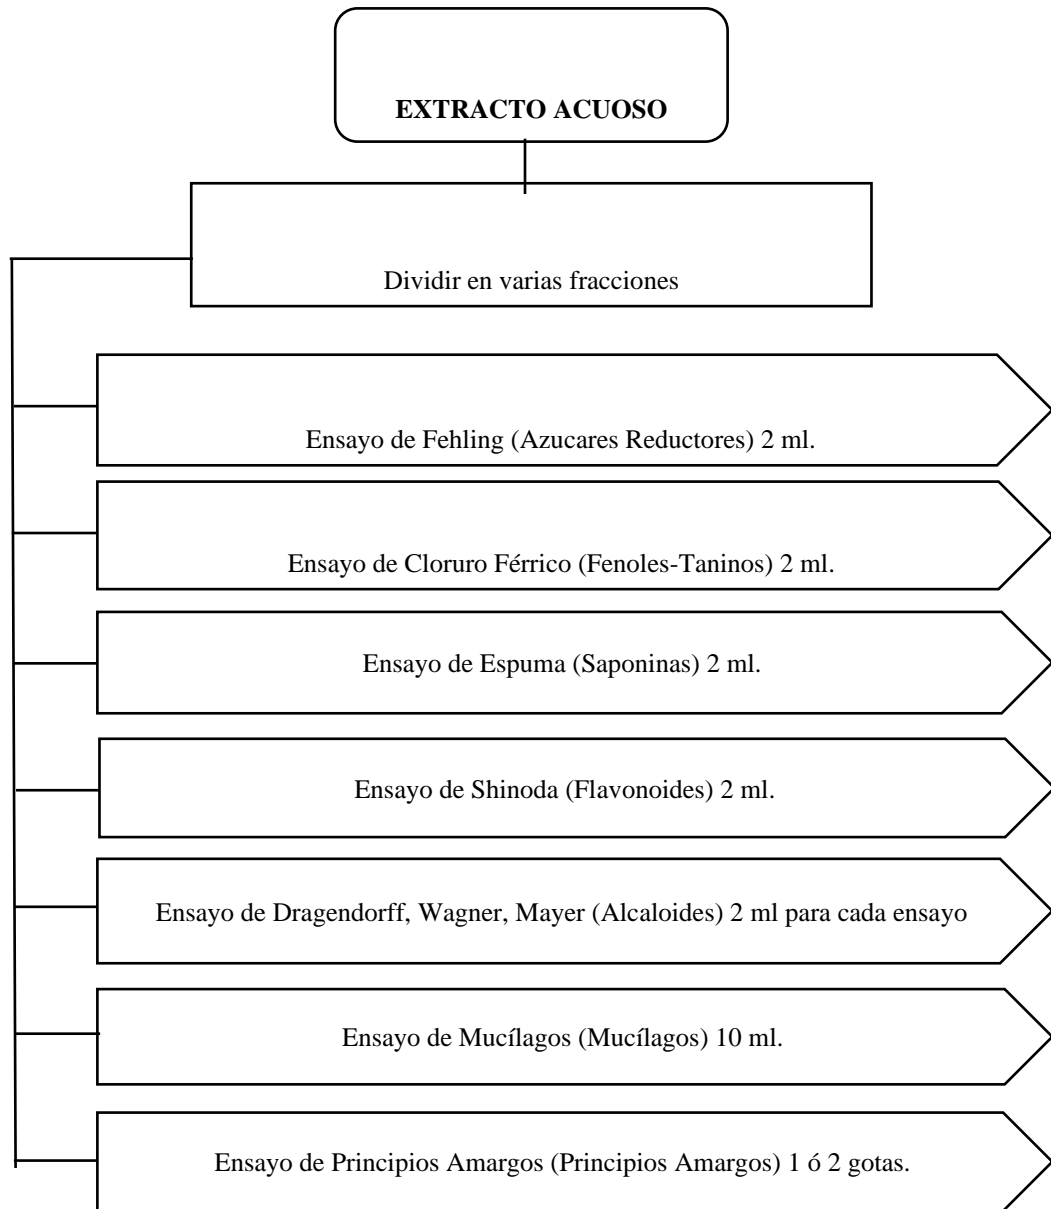 EXTRACTO ACUOSO
Dividir en varias fracciones
Ensayo de Fehling (Azucares Reductores) 2 ml.
Ensayo de Cloruro Férrico (Fenoles-Taninos) 2 ml.
Ensayo de Espuma (Saponinas) 2 ml.
Ensayo de Shinoda (Flavonoides) 2 ml.
Ensayo de Dragendorff, Wagner, Mayer (Alcaloides) 2 ml para cada ensayo
Ensayo de Mucílagos (Mucílagos) 10 ml.
Ensayo de Principios Amargos (Principios Amargos) 1 ó 2 gotas.